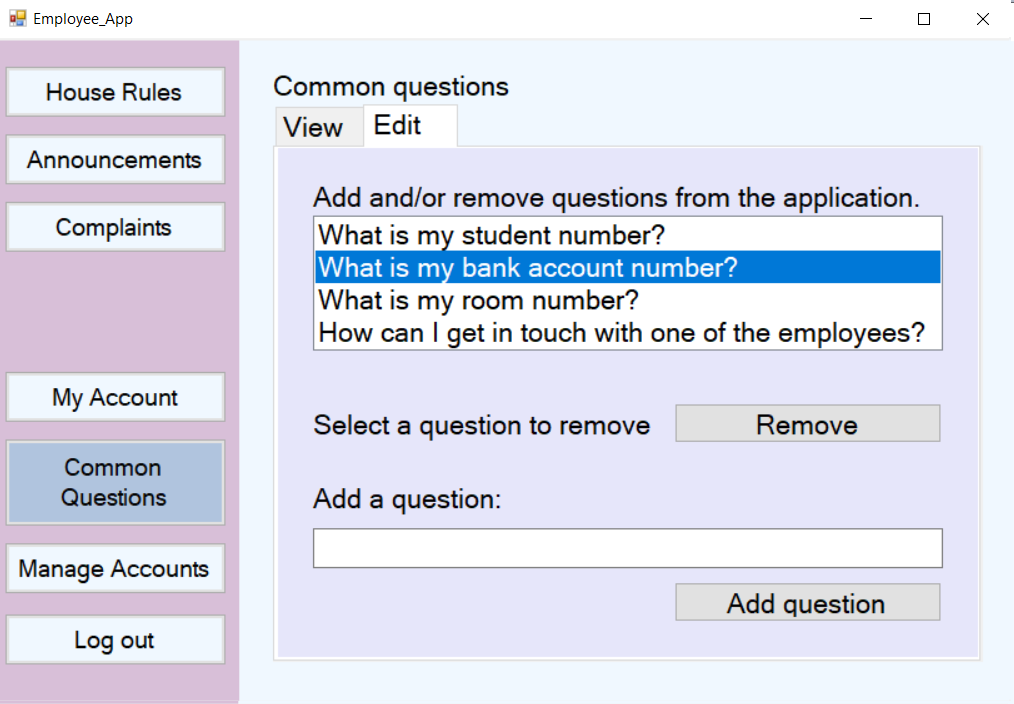 Employee_App
House Rules
Announcements
Complaints
My Account
Common
Questions
Manage Accounts
Log out
Common questions
View
Edit
Add and/or remove questions from the application.
What is my student number?
What is my bank account number?
What is my room number?
How can I get in touch with one of the employees?
Select a question to remove
Remove
Add a question:
Add question